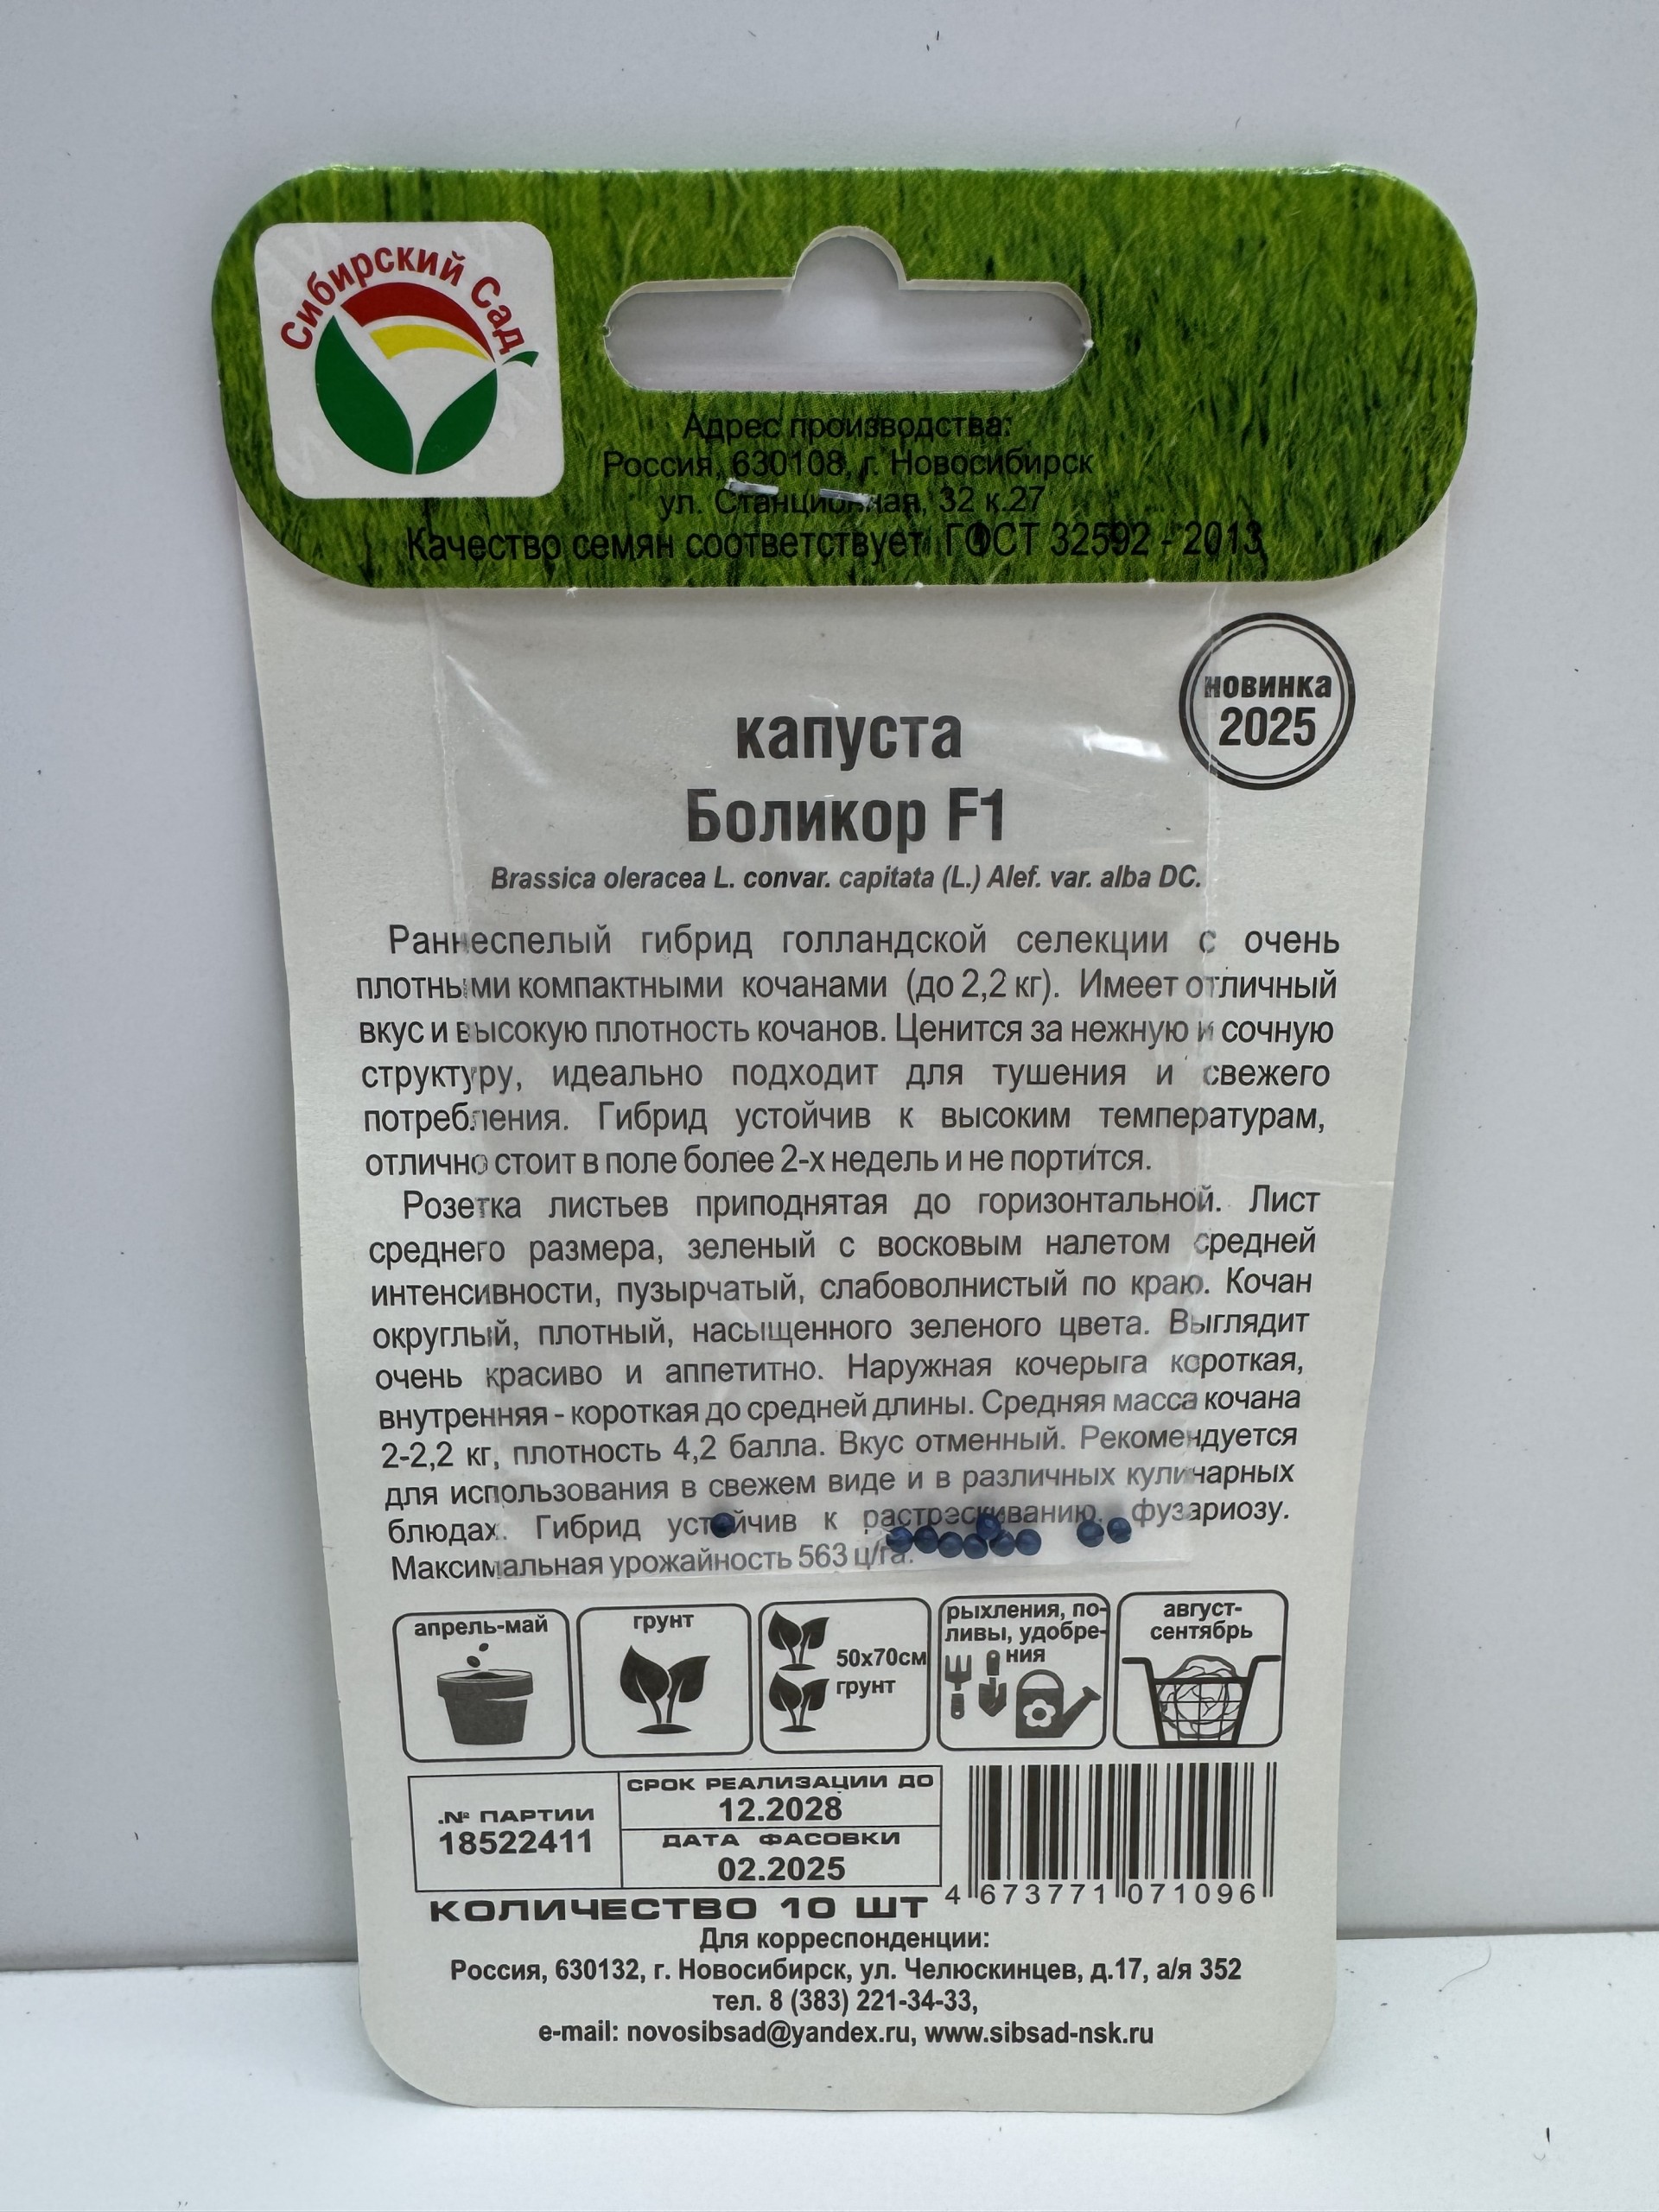 Сибирский Сад
Адрес производства:
Россия, 630108, г. Новосибирск
ул. Станционная, 32 к.27
Качество семян соответствует ГОСТ 32592 - 2013
новинка
2025
капуста
Боликор F1
Brassica oleracea L. convar. capitata (L.) Alef. var. alba DC.
Раннеспелый гибрид голландской селекции с очень
плотными компактными кочанами (до 2,2 кг). Имеет отличный
вкус и высокую плотность кочанов. Ценится за нежную и сочную
структуру, идеально подходит для тушения и свежего
потребления. Гибрид устойчив к высоким температурам,
отлично стоит в поле более 2-х недель и не портится.
Розетка листьев приподнятая до горизонтальной. Лист
среднего размера, зеленый с восковым налетом средней
интенсивности, пузырчатый, слабоволнистый по краю. Кочан
округлый, плотный, насыщенного зеленого цвета. Выглядит
очень красиво и аппетитно. Наружная кочерыга короткая,
внутренняя - короткая до средней длины. Средняя масса кочана
2-2,2 кг, плотность 4,2 балла. Вкус отменный. Рекомендуется
для использования в свежем виде и в различных кулинарных
блюдах. Гибрид устойчив к растрескиванию, фузариозу.
Максимальная урожайность 563 ц/га.
апрель-май
грунт
50х70см
грунт
рыхления, по-
ливы, удобре-
ния
август-
сентябрь
№ ПАРТИИ
18522411
СРОК РЕАЛИЗАЦИИ ДО
12.2028
ДАТА ФАСОВКИ
02.2025
КОЛИЧЕСТВО 10 ШТ
4 673771 071096
Для корреспонденции:
Россия, 630132, г. Новосибирск, ул. Челюскинцев, д.17, а/я 352
тел. 8 (383) 221-34-33,
e-mail: novosibsad@yandex.ru, www.sibsad-nsk.ru